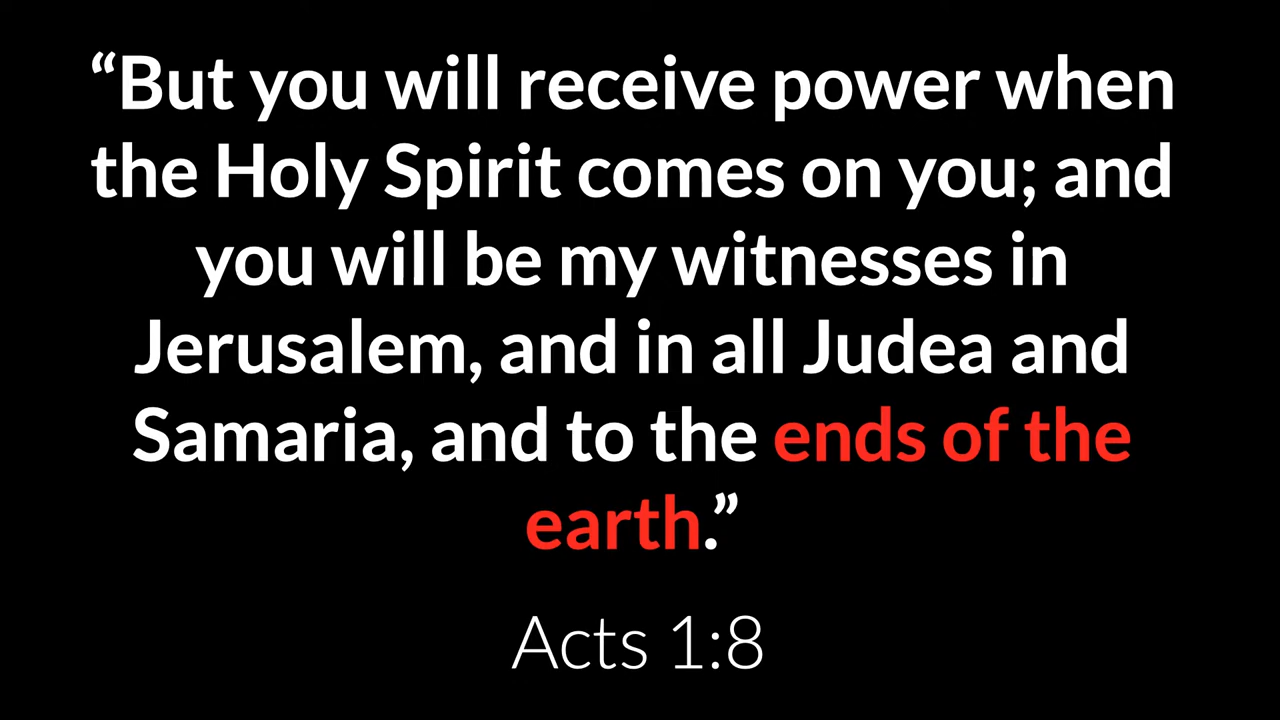 “But you will receive power when
the Holy Spirit comes on you; and
you will be my witnesses in
Jerusalem, and in all Judea and
Samaria, and to the ends of the
earth.”
Acts 1:8